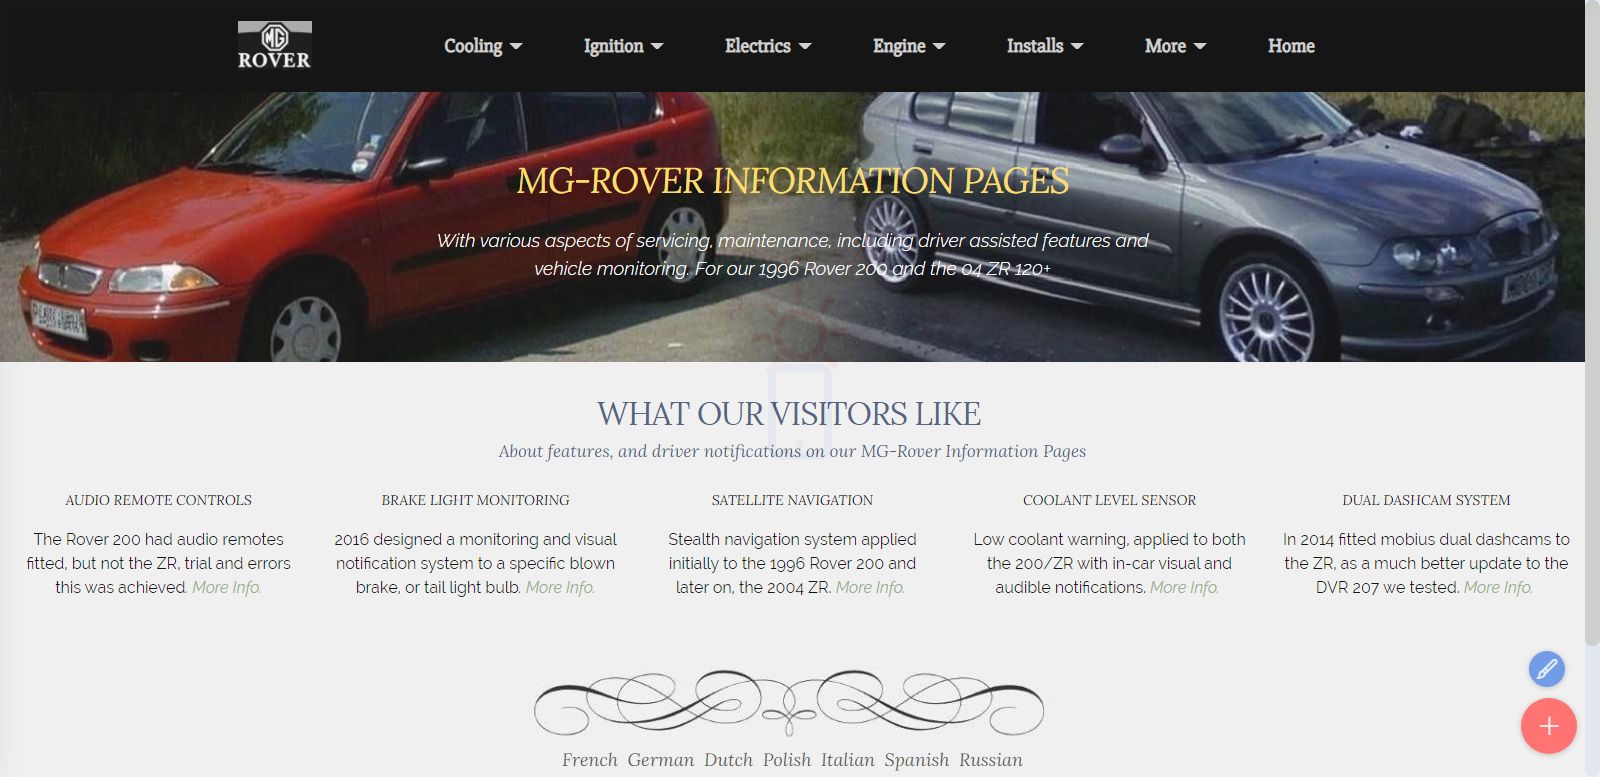 MG
ROVER
Cooling Ignition Electrics Engine Installs More Home
MG-ROVER INFORMATION PAGES
With various aspects of servicing, maintenance, including driver assisted features and
vehicle monitoring. For our 1996 Rover 200 and the 04 ZR 120+
WHAT OUR VISITORS LIKE
About features, and driver notifications on our MG-Rover Information Pages
AUDIO REMOTE CONTROLS
The Rover 200 had audio remotes
fitted, but not the ZR, trial and errors
this was achieved. More Info.
BRAKE LIGHT MONITORING
2016 designed a monitoring and visual
notification system to a specific blown
brake, or tail light bulb. More Info.
SATELLITE NAVIGATION
Stealth navigation system applied
initially to the 1996 Rover 200 and
later on, the 2004 ZR. More Info.
COOLANT LEVEL SENSOR
Low coolant warning, applied to both
the 200/ZR with in-car visual and
audible notifications. More Info.
DUAL DASHCAM SYSTEM
In 2014 fitted mobius dual dashcams to
the ZR, as a much better update to the
DVR 207 we tested. More Info.
French German Dutch Polish Italian Spanish Russian